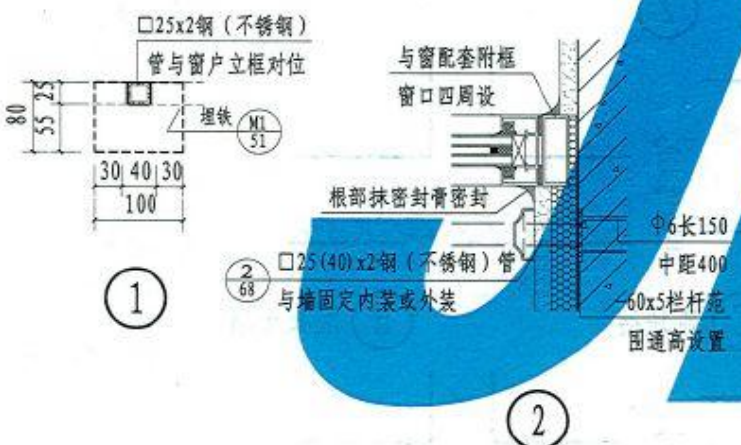 □25x2钢（不锈钢）
管与窗户立框对位
80
25
55
埋铁
M1
51
30 40 30
100
1
与窗配套附框
窗口四周设
根部抹密封膏密封
2
68
□25(40)x2钢（不锈钢）管
与墙固定内装或外装
Φ6长150
中距400
-60x5栏杆范
围通高设置
2